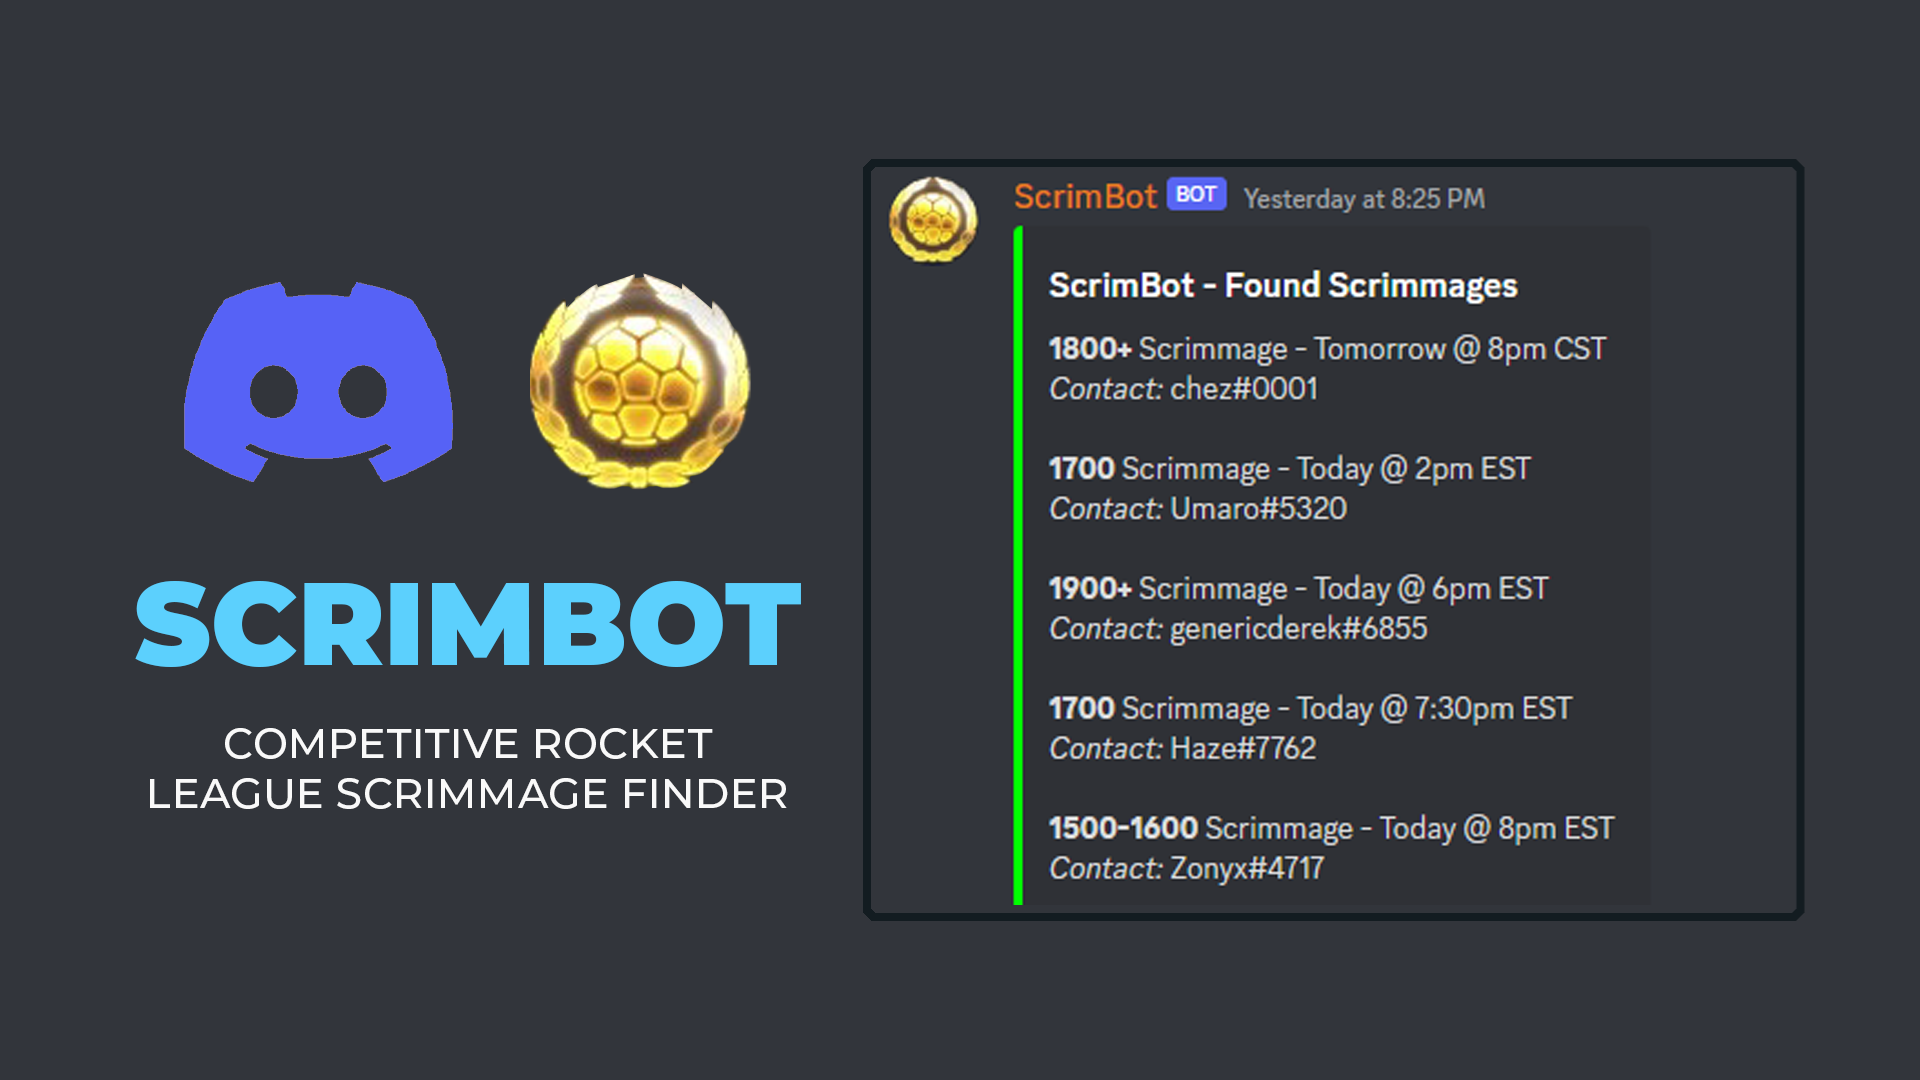 SCRIMBOT
COMPETITIVE ROCKET
LEAGUE SCRIMMAGE FINDER
ScrimBot BOT Yesterday at 8:25 PM
ScrimBot - Found Scrimmages
1800+ Scrimmage - Tomorrow @ 8pm CST
Contact: chez#0001
1700 Scrimmage - Today @ 2pm EST
Contact: Umaro#5320
1900+ Scrimmage - Today @ 6pm EST
Contact: genericderek#6855
1700 Scrimmage - Today @ 7:30pm EST
Contact: Haze#7762
1500-1600 Scrimmage - Today @ 8pm EST
Contact: Zonyx#4717